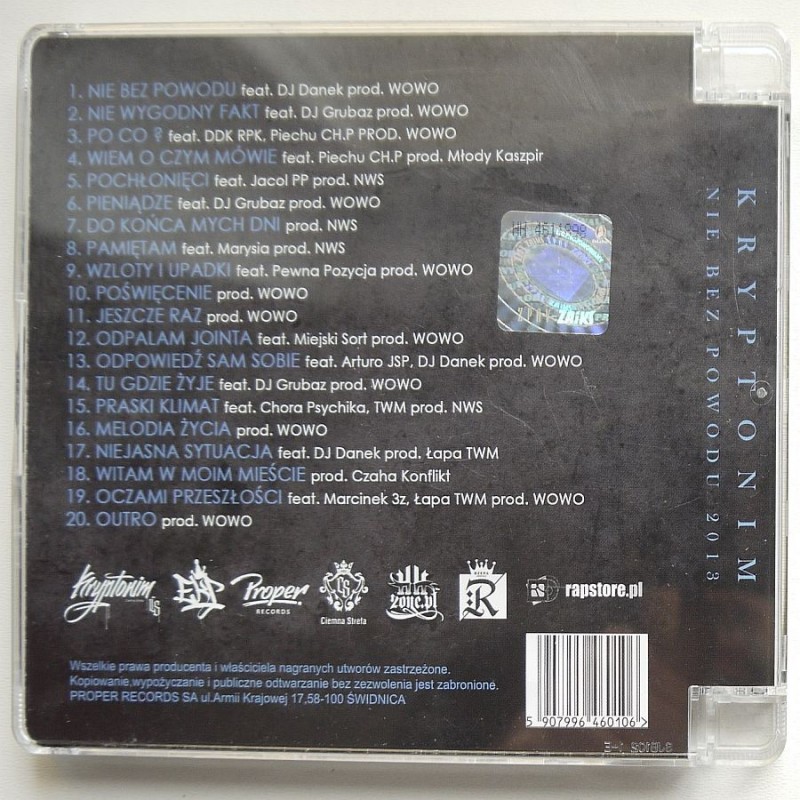 1. NIE BEZ POWODU feat. DJ Danek prod. WOWO
2. NIE WYGODNY FAKT feat. DJ Grubaz prod. WOWO
3. PO CO ? feat. DDK RPK, Piechu CH.P PROD. WOWO
4. WIEM O CZYM MÓWIE feat. Piechu CH.P prod. Młody Kaszpir
5. POCHŁONIĘCI feat. Jacol PP prod. NWS
6. PIENIĄDZE feat. DJ Grubaz prod. WOWO
7. DO KOŃCA MYCH DNI prod. NWS
8. PAMIĘTAM feat. Marysia prod. NWS
9. WZLOTY I UPADKI feat. Pewna Pozycja prod. WOWO
10. POŚWIĘCENIE prod. WOWO
11. JESZCZE RAZ prod. WOWO
12. ODPALAM JOINTA feat. Miejski Sort prod. WOWO
13. ODPOWIEDŹ SAM SOBIE feat. Arturo JSP, DJ Danek prod. WOWO
14. TU GDZIE ŻYJE feat. DJ Grubaz prod. WOWO
15. PRASKI KLIMAT feat. Chora Psychika, TWM prod. NWS
16. MELODIA ŻYCIA prod. WOWO
17. NIEJASNA SYTUACJA feat. DJ Danek prod. Łapa TWM
18. WITAM W MOIM MIEŚCIE prod. Czaha Konflikt
19. OCZAMI PRZESZŁOŚCI feat. Marcinek 3z, Łapa TWM prod. WOWO
20. OUTRO prod. WOWO
ZAiKS
KRYPTONIM
NIE BEZ POWODU 2013
Kryptonim
Proper
RECORDS
CS
Ciemna Strefa
zone.pl
R
RS
rapstore.pl
Wszelkie prawa producenta i właściciela nagranych utworów zastrzeżone.
Kopiowanie,wypożyczanie i publiczne odtwarzanie bez zezwolenia jest zabronione.
PROPER RECORDS SA ul.Armii Krajowej 17,58-100 ŚWIDNICA
5 907996 460106 >